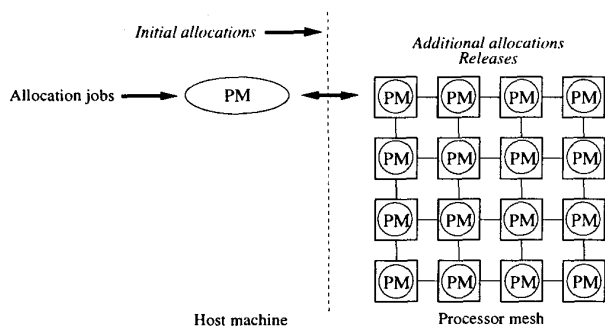 Initial allocations
Additional allocations
Releases
Allocation jobs
PM
PM PM PM PM
PM PM PM PM
PM PM PM PM
PM PM PM PM
Host machine
Processor mesh